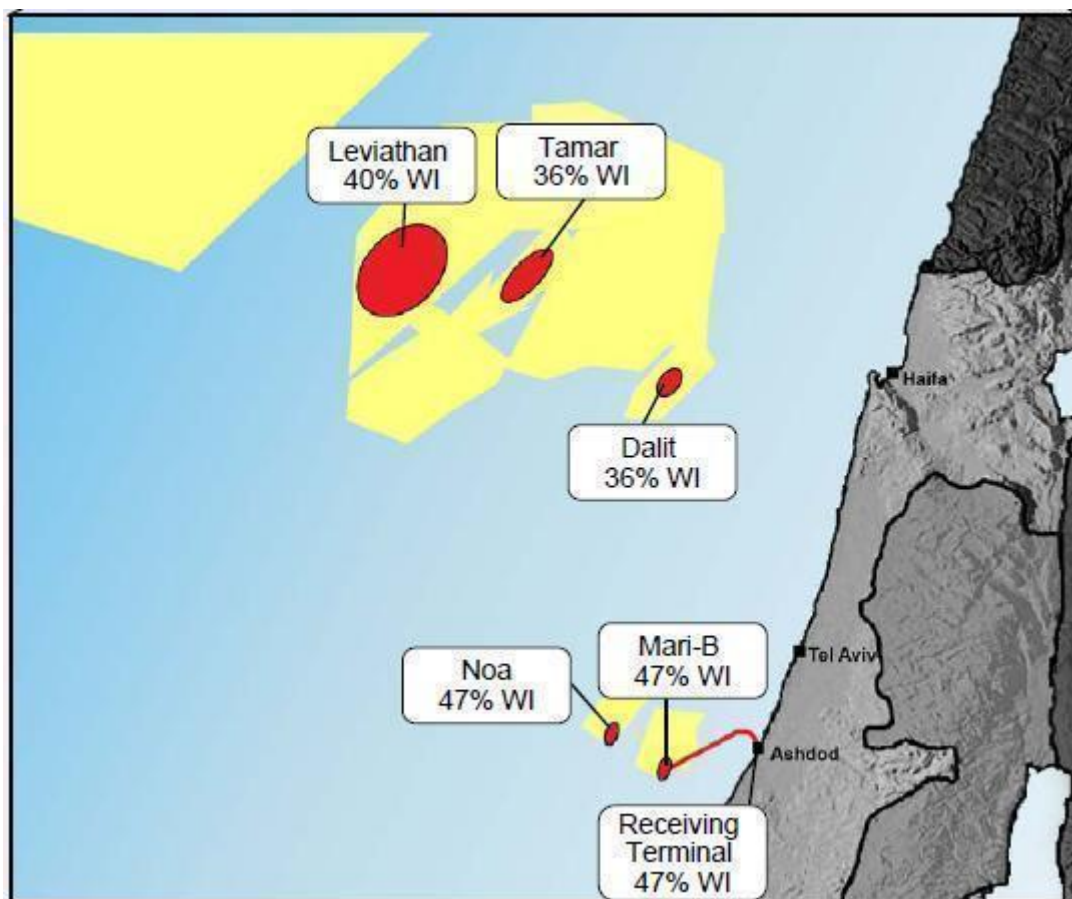 Leviathan
40% WI
Tamar
36% WI
Haifa
Dalit
36% WI
Noa
47% WI
Mari-B
47% WI
Tel Aviv
Ashdod
Receiving
Terminal
47% WI